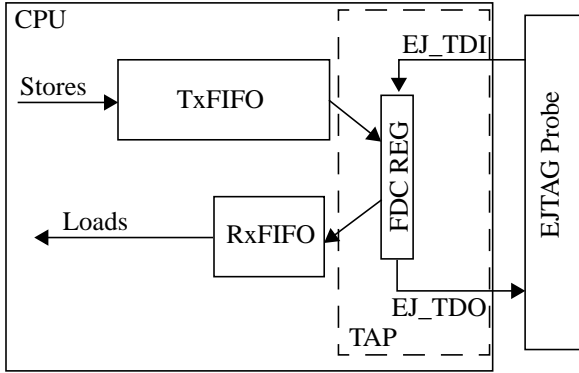 CPU
EJ_TDI
Stores
TxFIFO
FDC REG
EJTAG Probe
Loads
RxFIFO
EJ_TDO
TAP